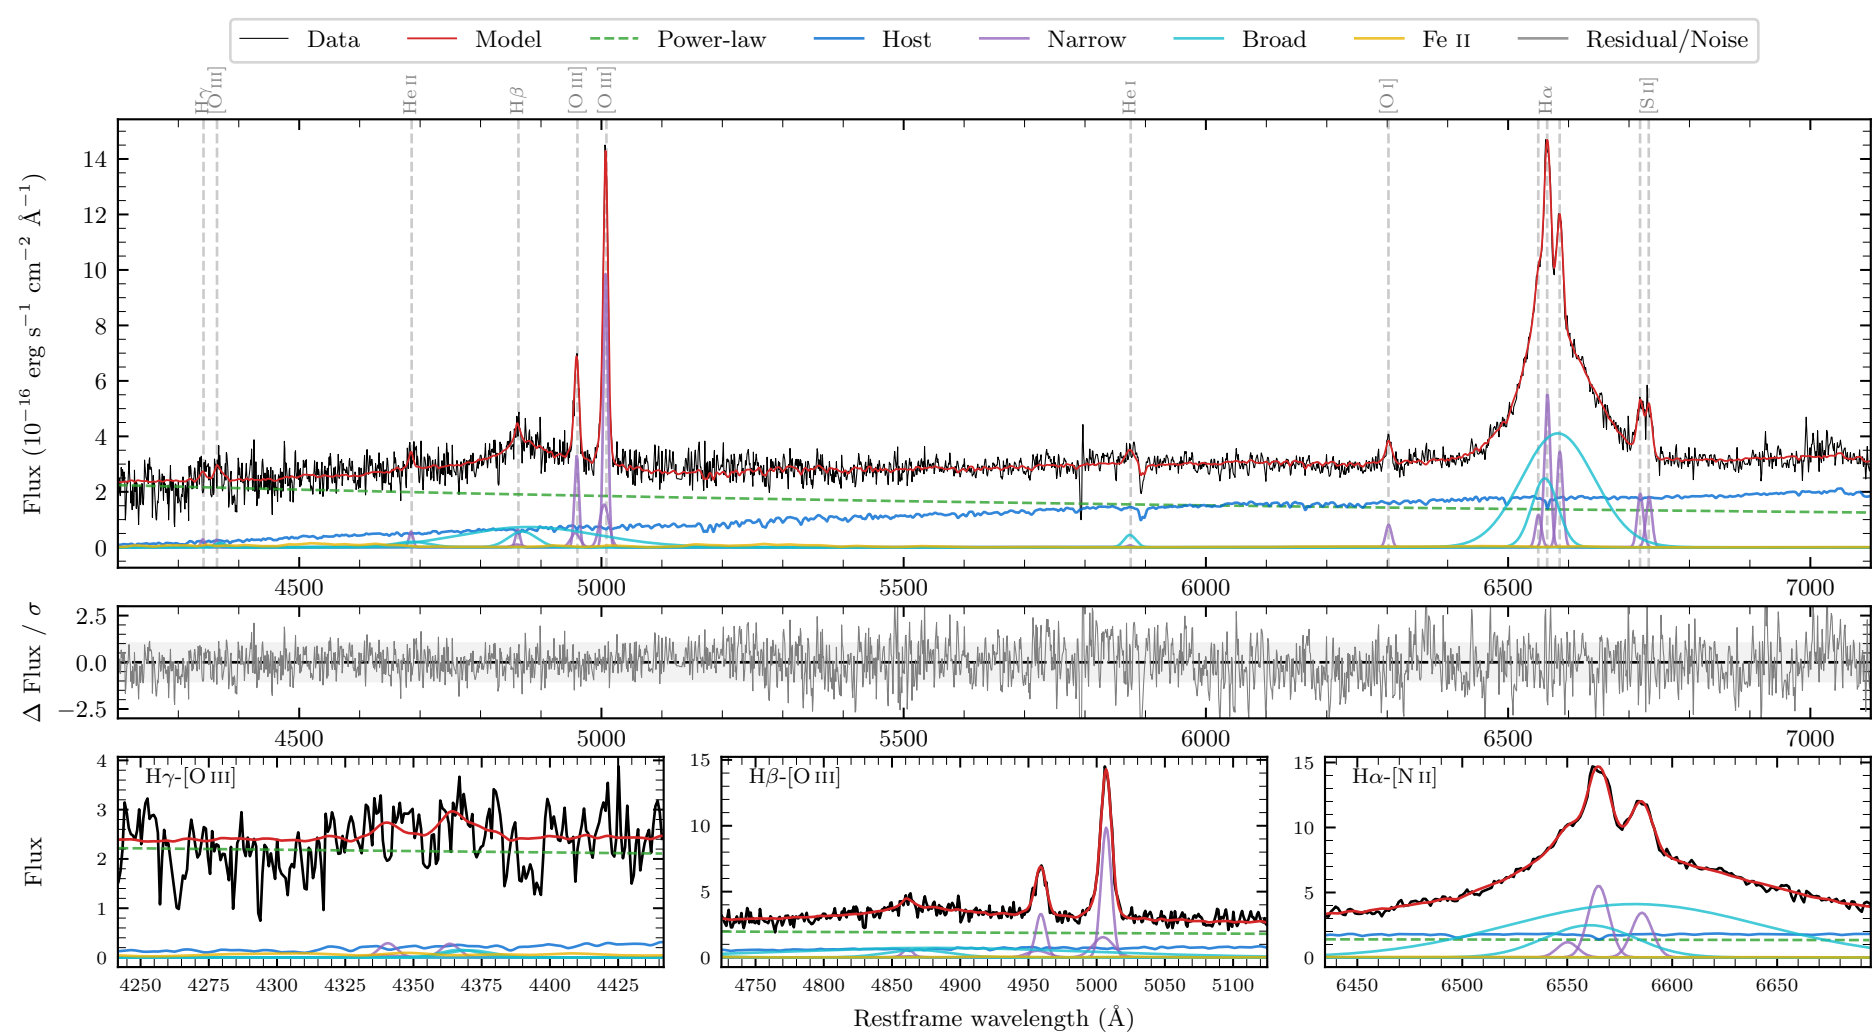 Data Model Power-law Host Narrow Broad Fe II Residual/Noise
Hγ [O III] He II Hβ [O III] [O III] He I [O I] Hα [S II]
Flux (10⁻¹⁶ erg s⁻¹ cm⁻² Å⁻¹)
14
12
10
8
6
4
2
0
4500 5000 5500 6000 6500 7000
Δ Flux / σ
2.5
0.0
−2.5
4500 5000 5500 6000 6500 7000
Flux
Hγ-[O III]
4
3
2
1
0
4250 4275 4300 4325 4350 4375 4400 4425
Hβ-[O III]
15
10
5
0
4750 4800 4850 4900 4950 5000 5050 5100
Hα-[N II]
15
10
5
0
6450 6500 6550 6600 6650
Restframe wavelength (Å)